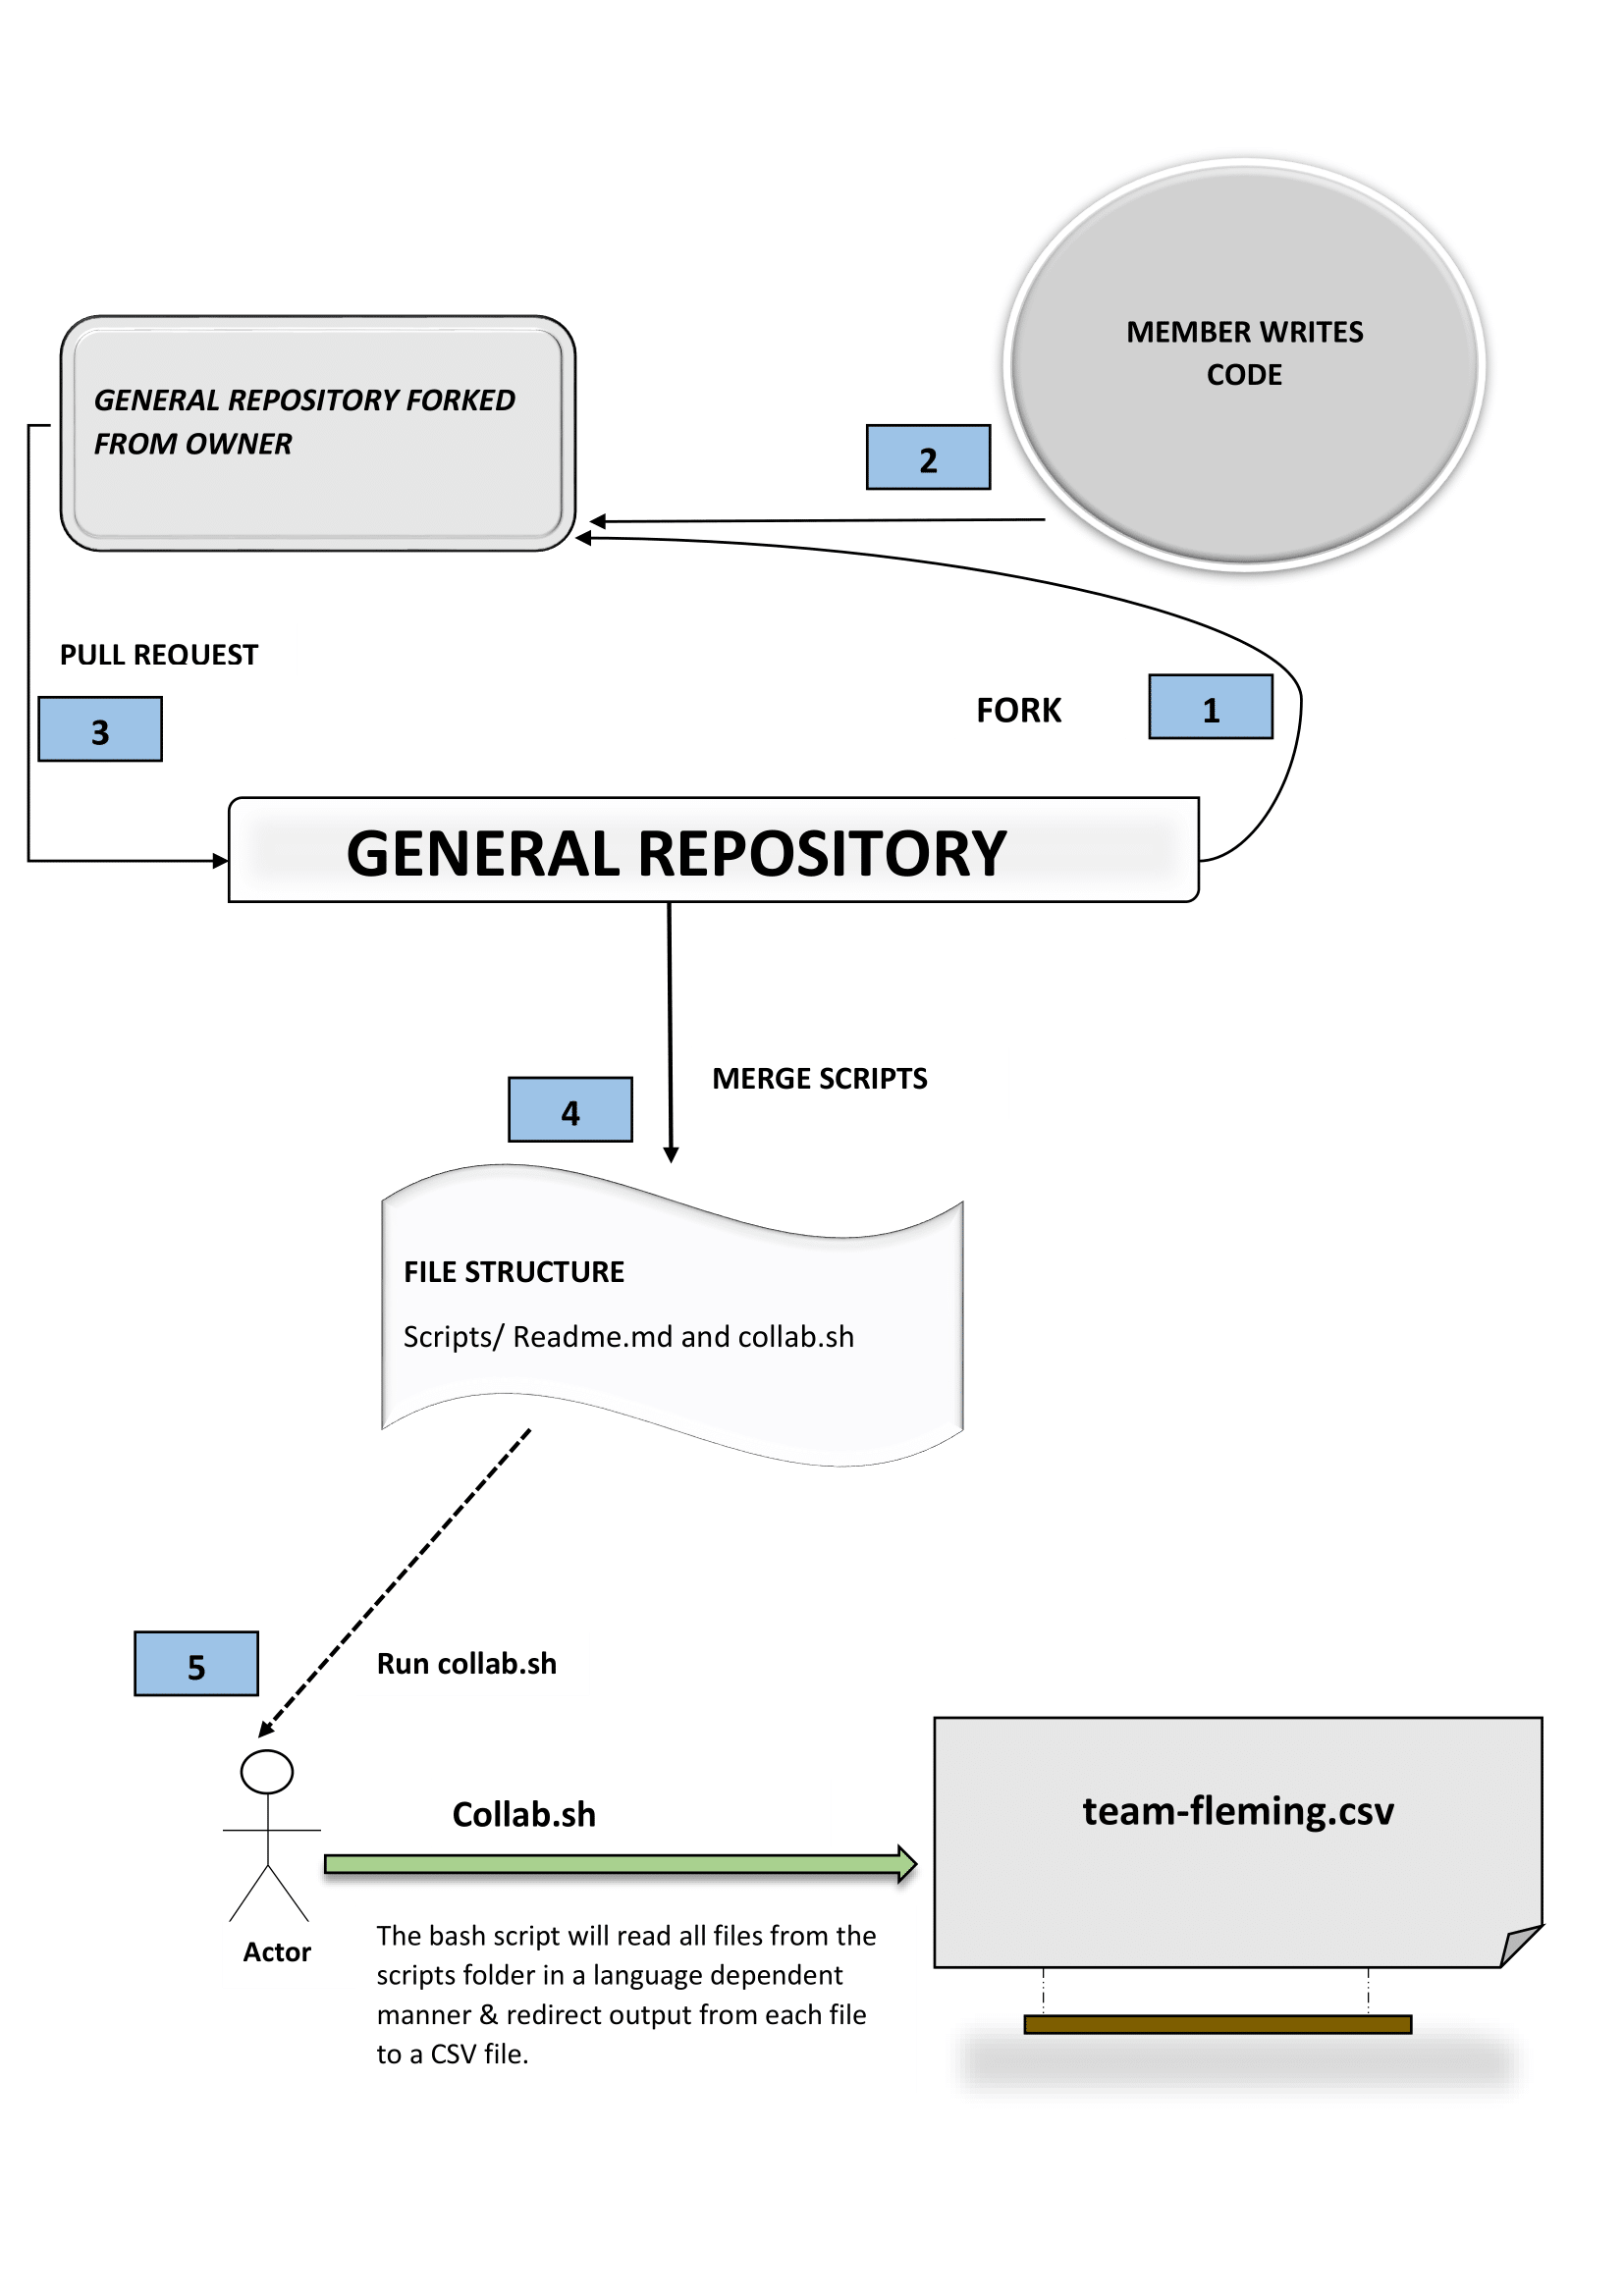 MEMBER WRITES
CODE
GENERAL REPOSITORY FORKED
FROM OWNER
2
PULL REQUEST
3
FORK
1
GENERAL REPOSITORY
MERGE SCRIPTS
4
FILE STRUCTURE
Scripts/ Readme.md and collab.sh
5
Run collab.sh
Collab.sh
team-fleming.csv
Actor
The bash script will read all files from the
scripts folder in a language dependent
manner & redirect output from each file
to a CSV file.